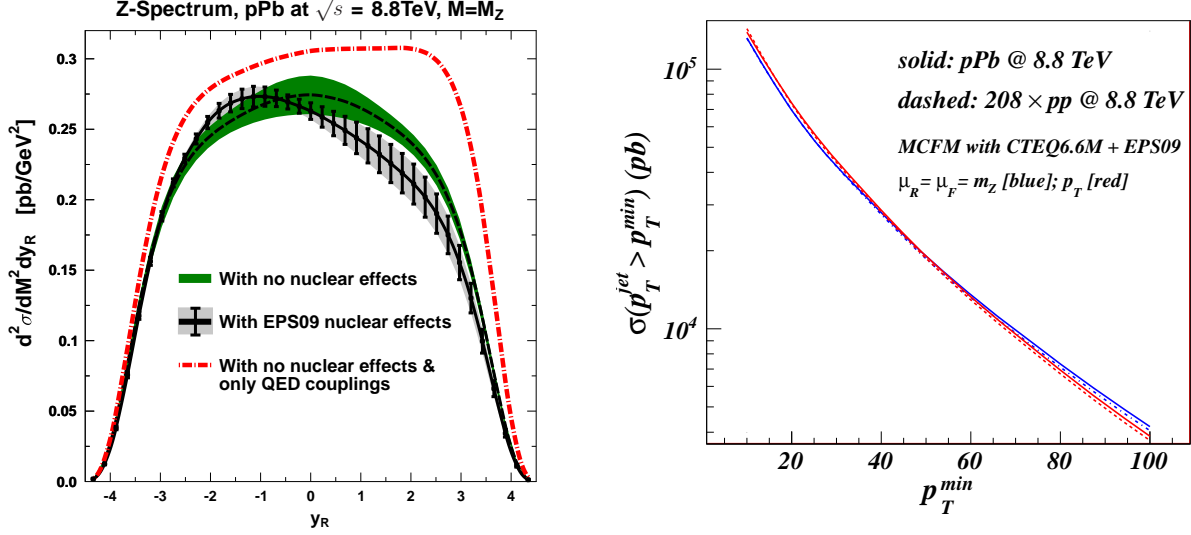 Z-Spectrum, pPb at √s = 8.8TeV, M=M_Z
d²σ/dM²dy_R [pb/GeV²]
0.3
0.25
0.2
0.15
0.1
0.05
0.0
With no nuclear effects
With EPS09 nuclear effects
With no nuclear effects &
only QED couplings
-4 -3 -2 -1 0 1 2 3 4
y_R
σ(p_T^jet > p_T^min) (pb)
10^5
10^4
solid: pPb @ 8.8 TeV
dashed: 208 × pp @ 8.8 TeV
MCFM with CTEQ6.6M + EPS09
μ_R = μ_F = m_Z [blue]; p_T [red]
20 40 60 80 100
p_T^min